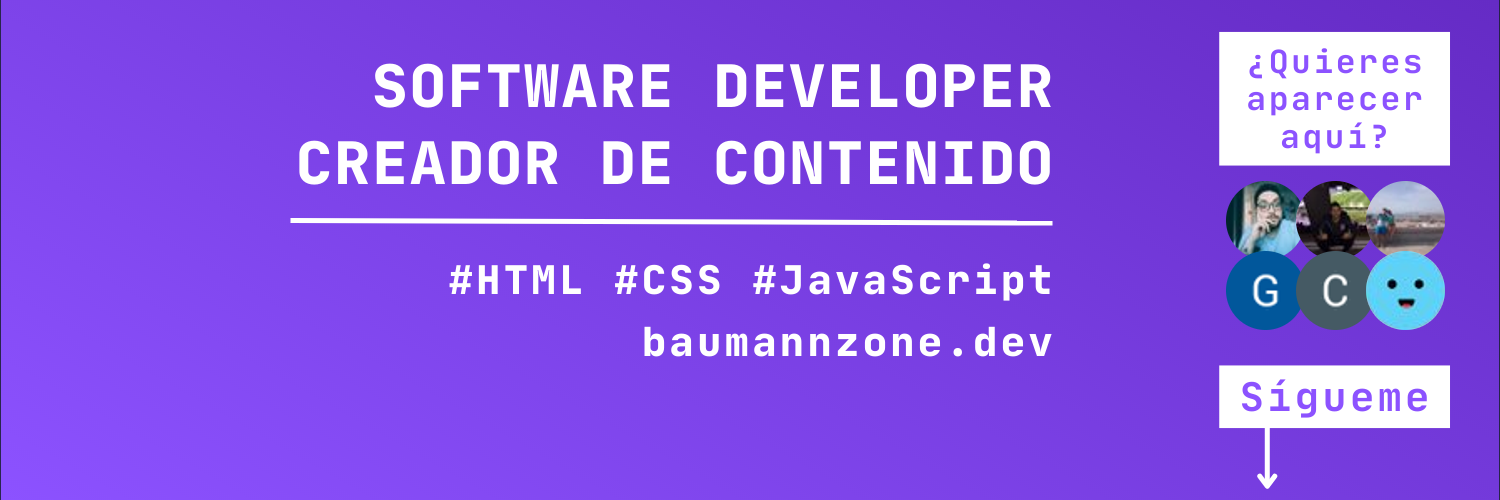 SOFTWARE DEVELOPER
CREADOR DE CONTENIDO
#HTML #CSS #JavaScript
baumannzone.dev
¿Quieres
aparecer
aquí?
G C
Sígueme